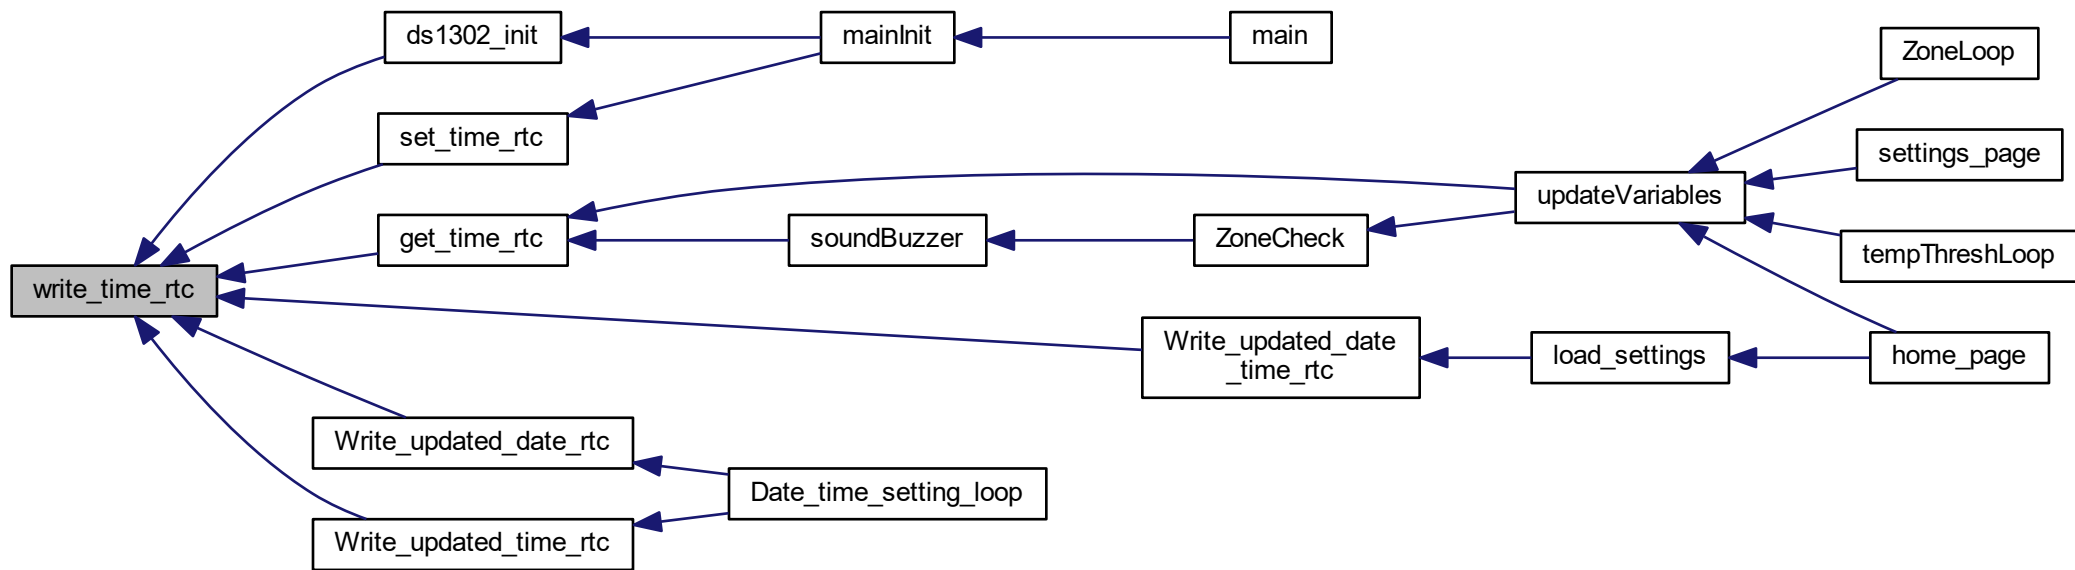 ds1302_init
mainInit
main
ZoneLoop
set_time_rtc
settings_page
updateVariables
get_time_rtc
soundBuzzer
ZoneCheck
tempThreshLoop
write_time_rtc
Write_updated_date
_time_rtc
load_settings
home_page
Write_updated_date_rtc
Date_time_setting_loop
Write_updated_time_rtc